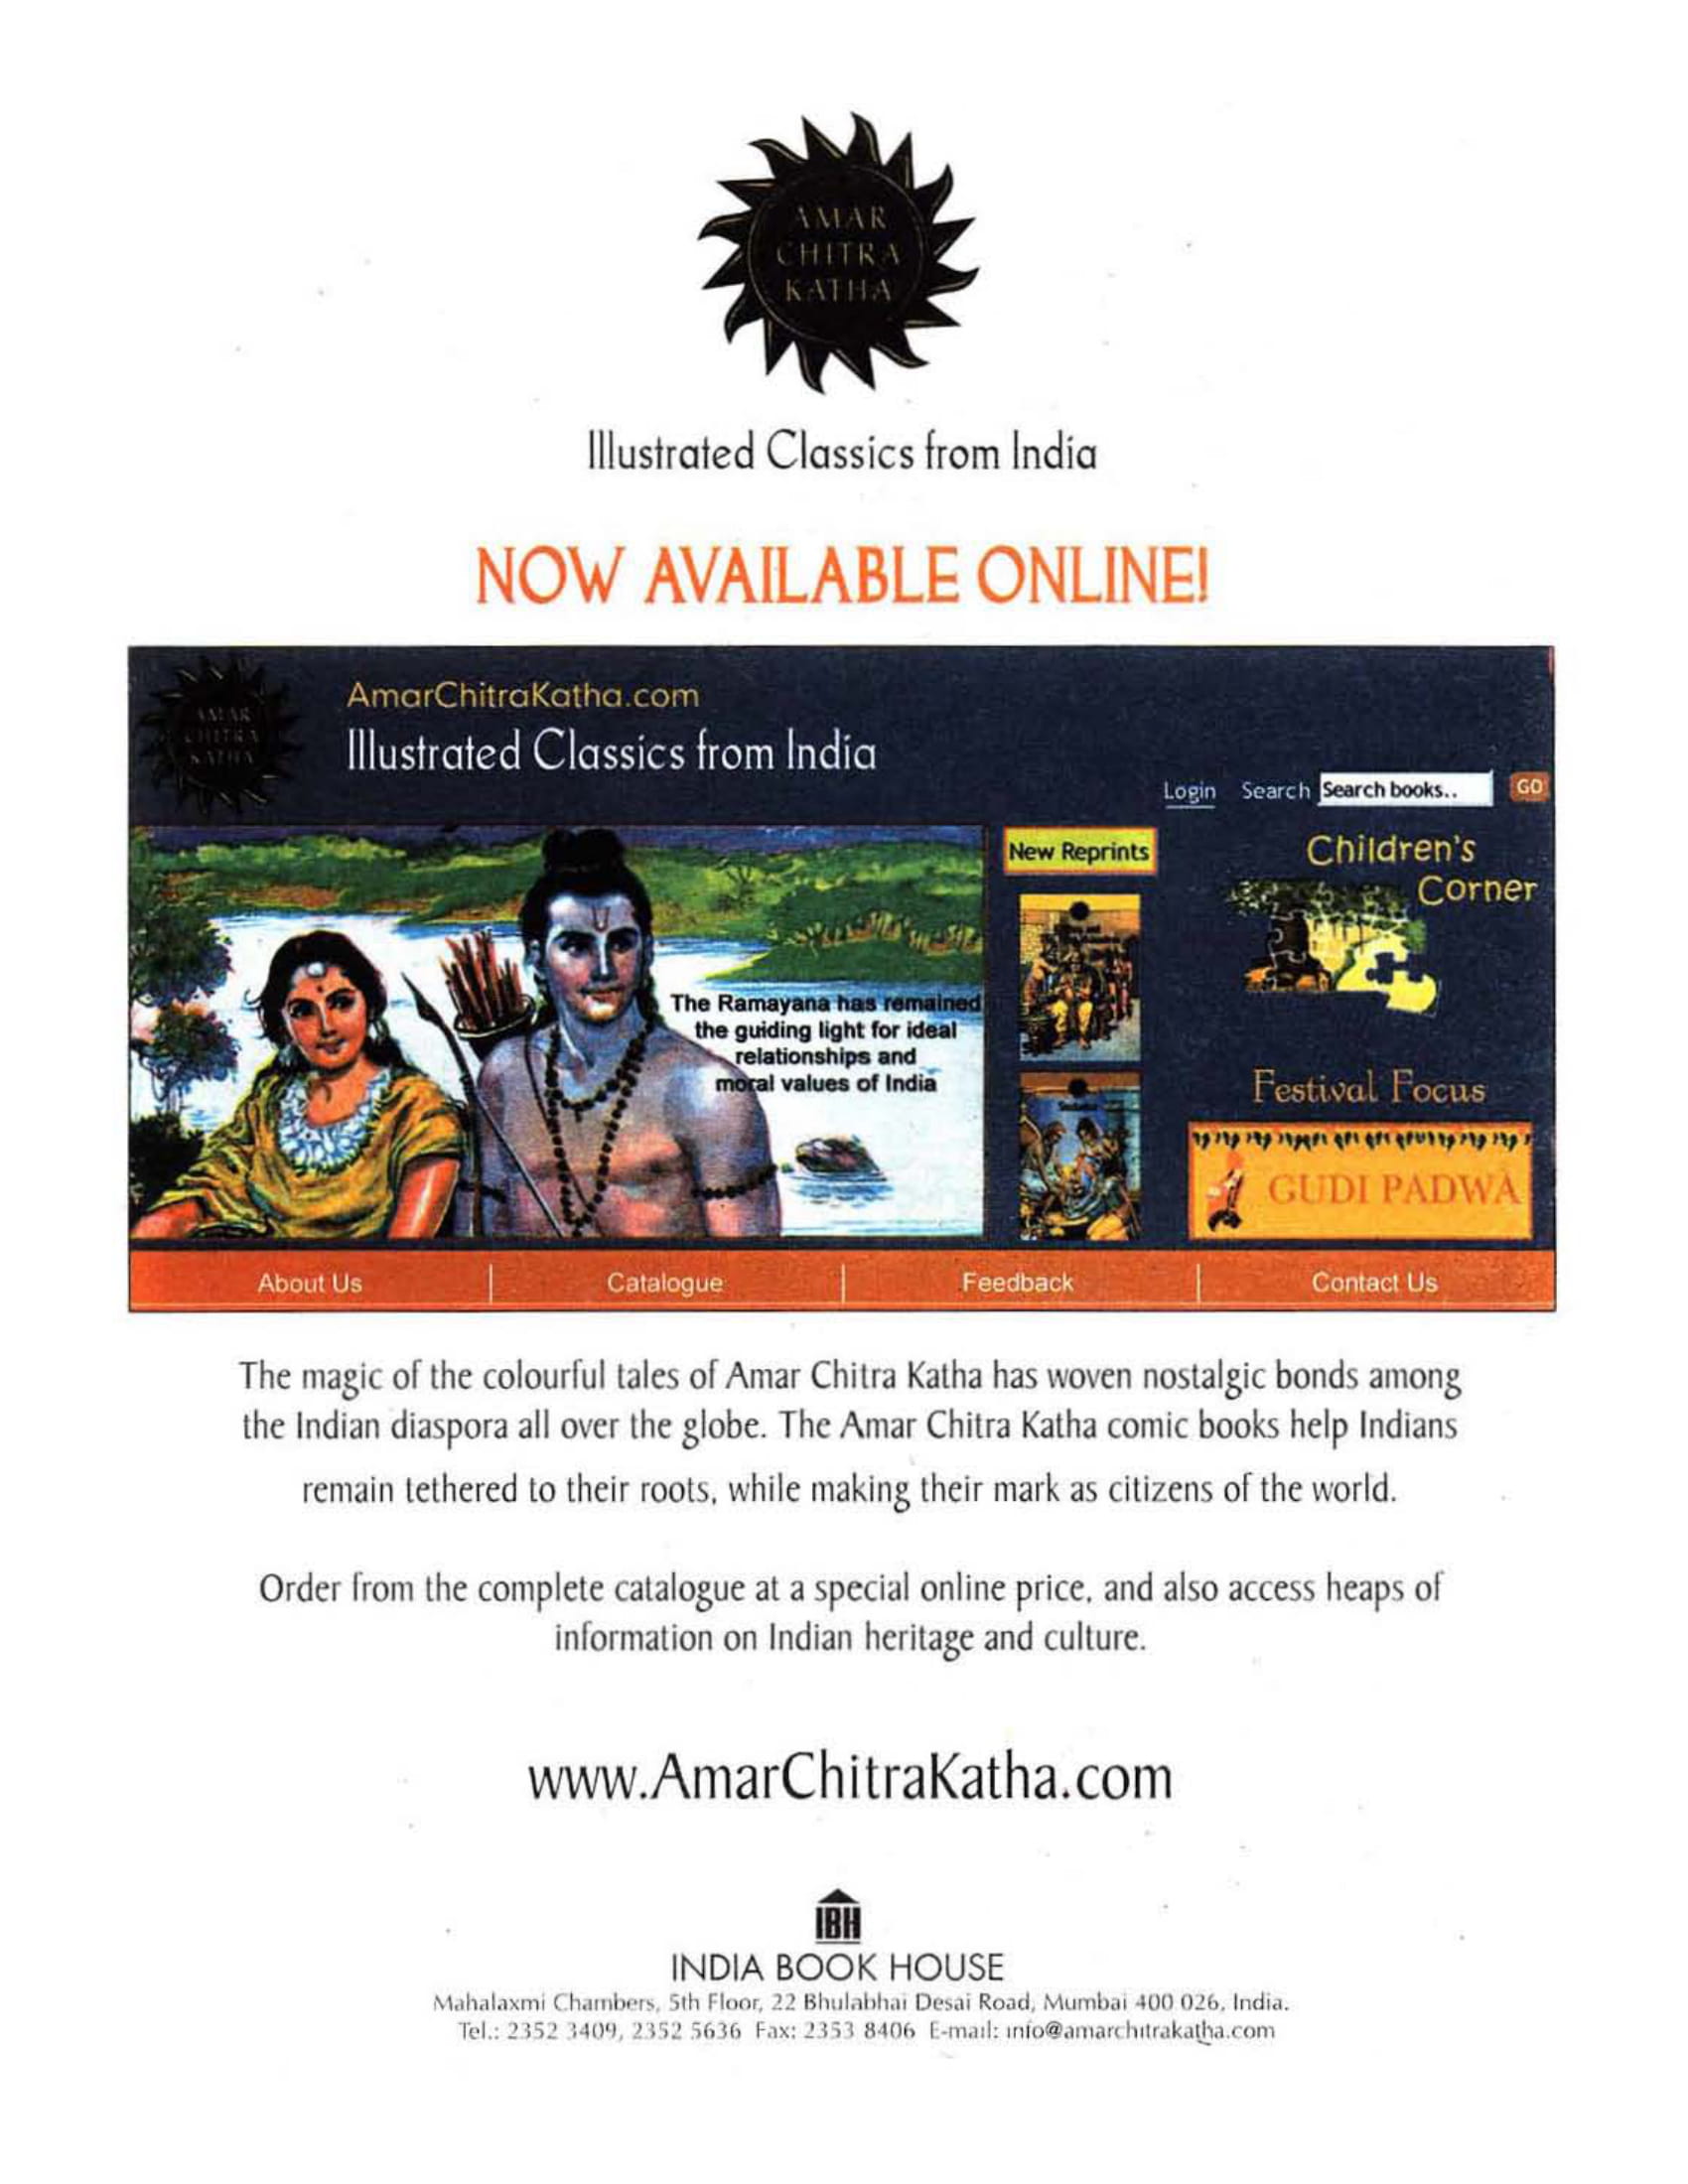 AMAR
CHITRA
KATHA
Illustrated Classics from India
NOW AVAILABLE ONLINE!
AMAR
CHITRA
KATHA
AmarChitraKatha.com
Illustrated Classics from India
Login Search Search books.. GO
New Reprints
Children's
Corner
The Ramayana has remained
the guiding light for ideal
relationships and
moral values of India
Festival Focus
GUDI PADWA
About Us | Catalogue | Feedback | Contact Us
The magic of the colourful tales of Amar Chitra Katha has woven nostalgic bonds among
the Indian diaspora all over the globe. The Amar Chitra Katha comic books help Indians
remain tethered to their roots, while making their mark as citizens of the world.
Order from the complete catalogue at a special online price, and also access heaps of
information on Indian heritage and culture.
www.AmarChitraKatha.com
IBH
INDIA BOOK HOUSE
Mahalaxmi Chambers, 5th Floor, 22 Bhulabhai Desai Road, Mumbai 400 026, India.
Tel.: 2352 3409, 2352 5636 Fax: 2353 8406 E-mail: info@amarchitrakatha.com